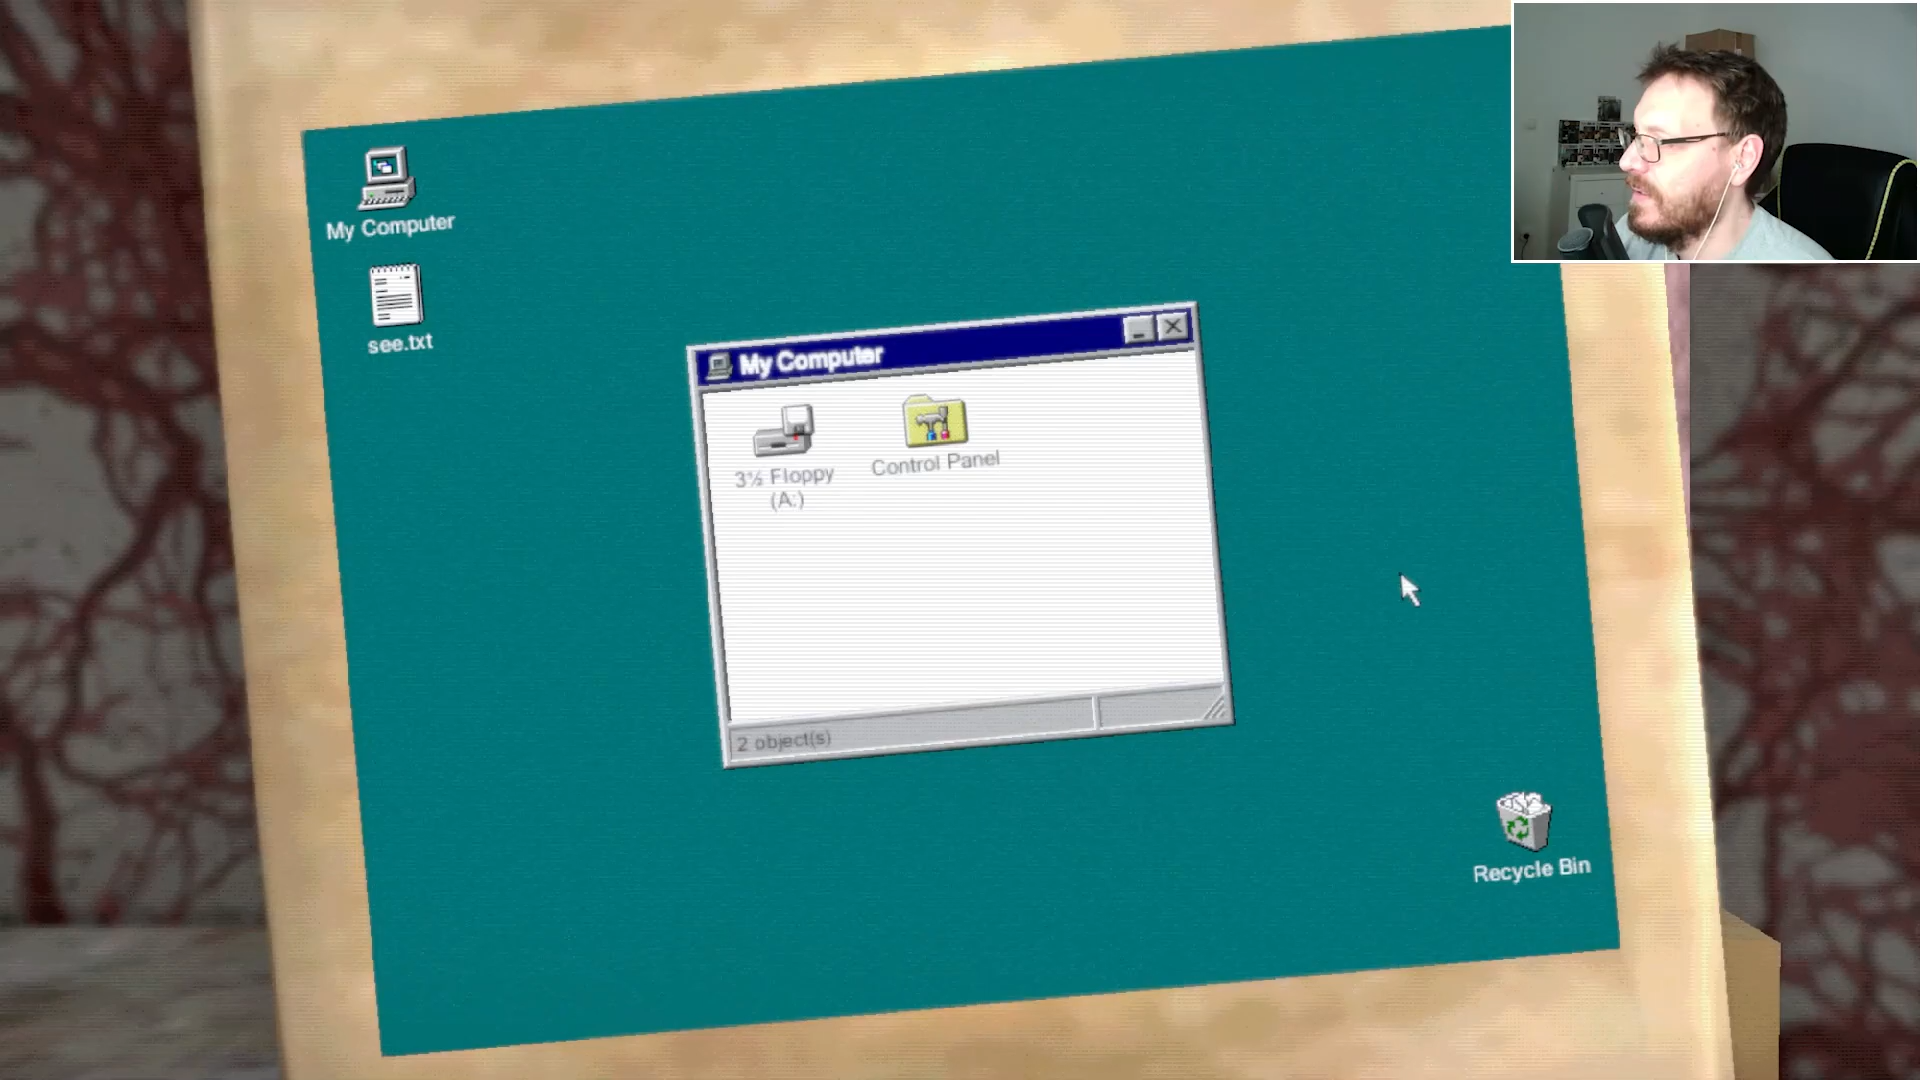 My Computer
see.txt
My Computer
3½ Floppy
(A:)
Control Panel
2 object(s)
Recycle Bin